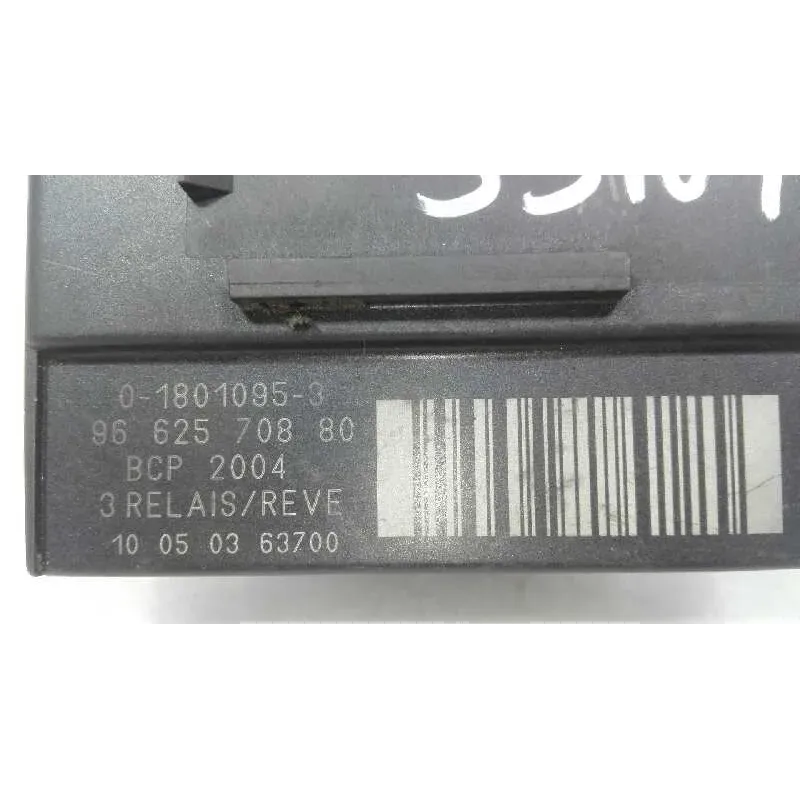 0-1801095-3
96 625 708 80
BCP 2004
3 RELAIS/REVE
10 05 03 63700